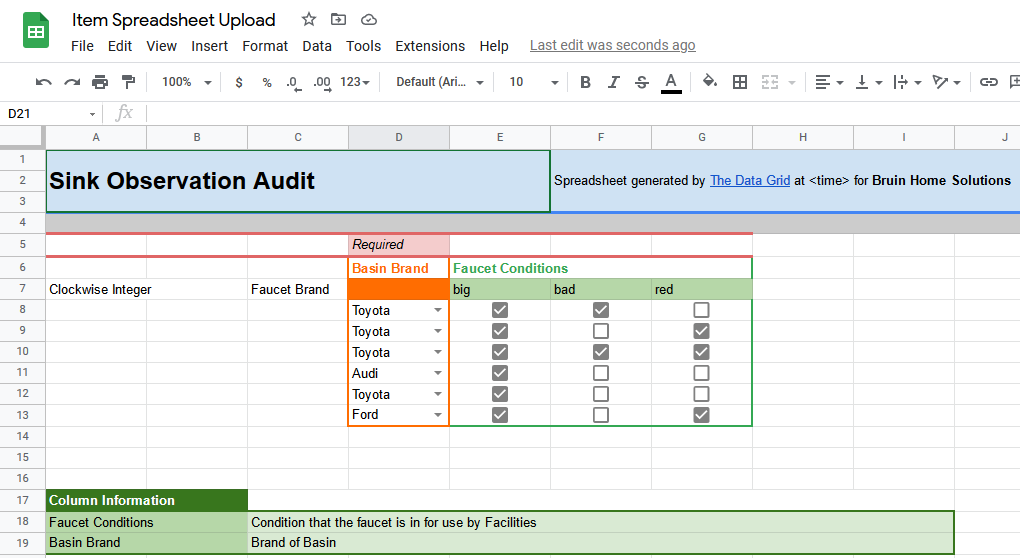 Item Spreadsheet Upload
File Edit View Insert Format Data Tools Extensions Help Last edit was seconds ago
100% $ % .0 .00 123 Default (Ari... 10 B I S A
D21 fx
A B C D E F G H I J
1
2 Sink Observation Audit Spreadsheet generated by The Data Grid at <time> for Bruin Home Solutions
3
4
5 Required
6 Basin Brand Faucet Conditions
7 Clockwise Integer Faucet Brand big bad red
8 Toyota
9 Toyota
10 Toyota
11 Audi
12 Toyota
13 Ford
14
15
16
17 Column Information
18 Faucet Conditions Condition that the faucet is in for use by Facilities
19 Basin Brand Brand of Basin